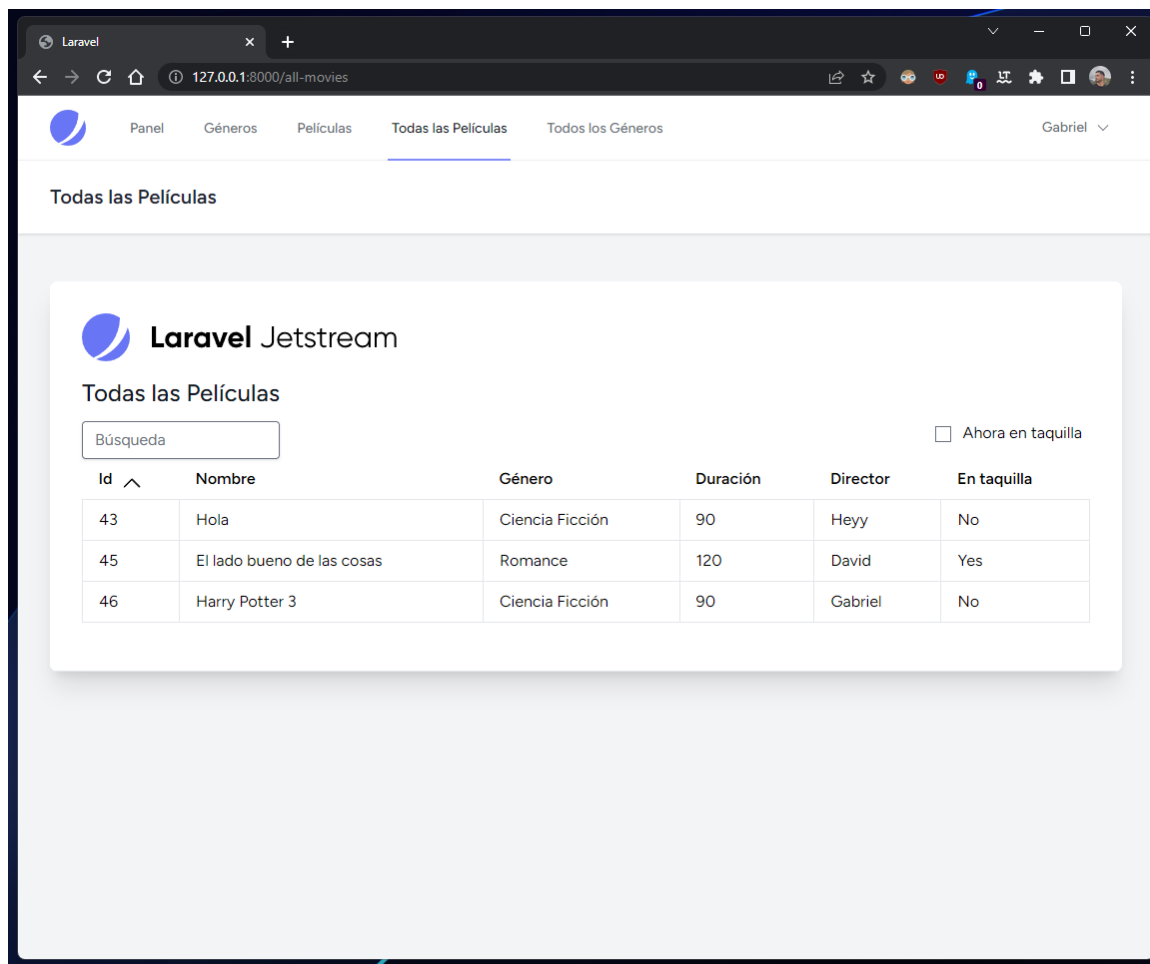 Laravel
127.0.0.1:8000/all-movies
0
Panel Géneros Películas Todas las Películas Todos los Géneros Gabriel
Todas las Películas
Laravel Jetstream
Todas las Películas
Búsqueda Ahora en taquilla
Id Nombre Género Duración Director En taquilla
43 Hola Ciencia Ficción 90 Heyy No
45 El lado bueno de las cosas Romance 120 David Yes
46 Harry Potter 3 Ciencia Ficción 90 Gabriel No